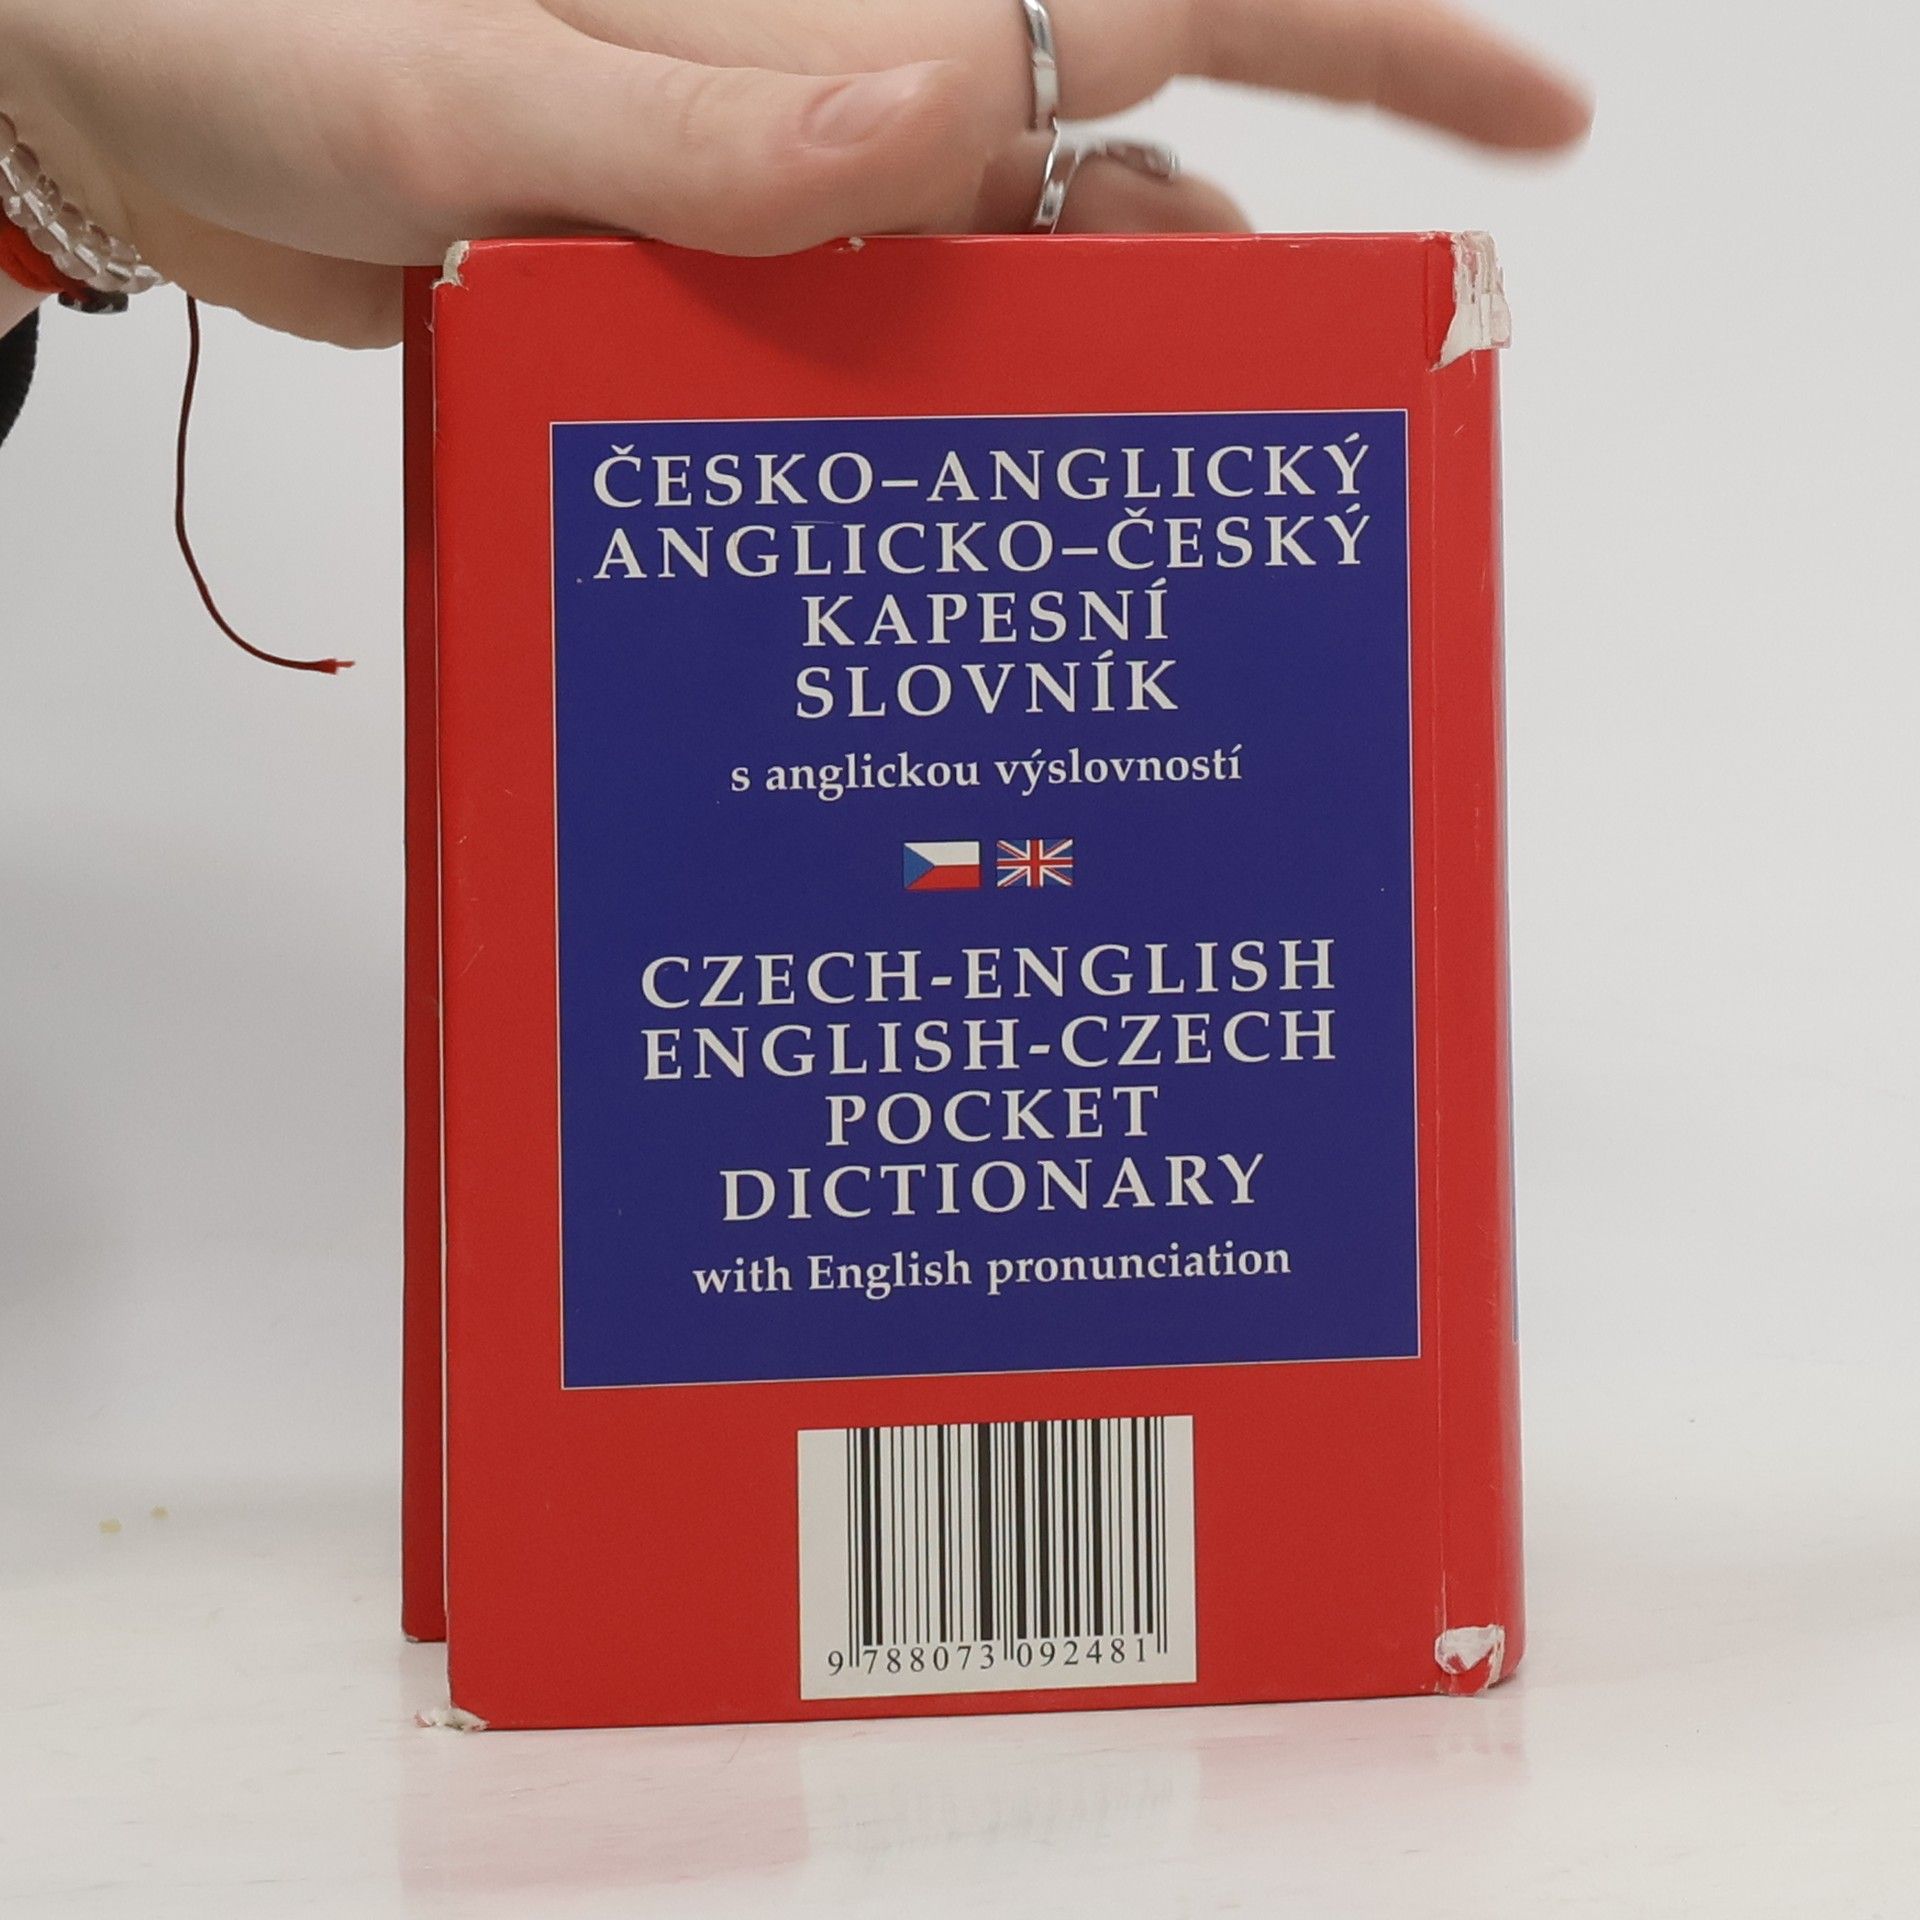 ČESKO–ANGLICKÝ
ANGLICKO–ČESKÝ
KAPESNÍ
SLOVNÍK
s anglickou výslovností
CZECH-ENGLISH
ENGLISH-CZECH
POCKET
DICTIONARY
with English pronunciation
9 788073 092481